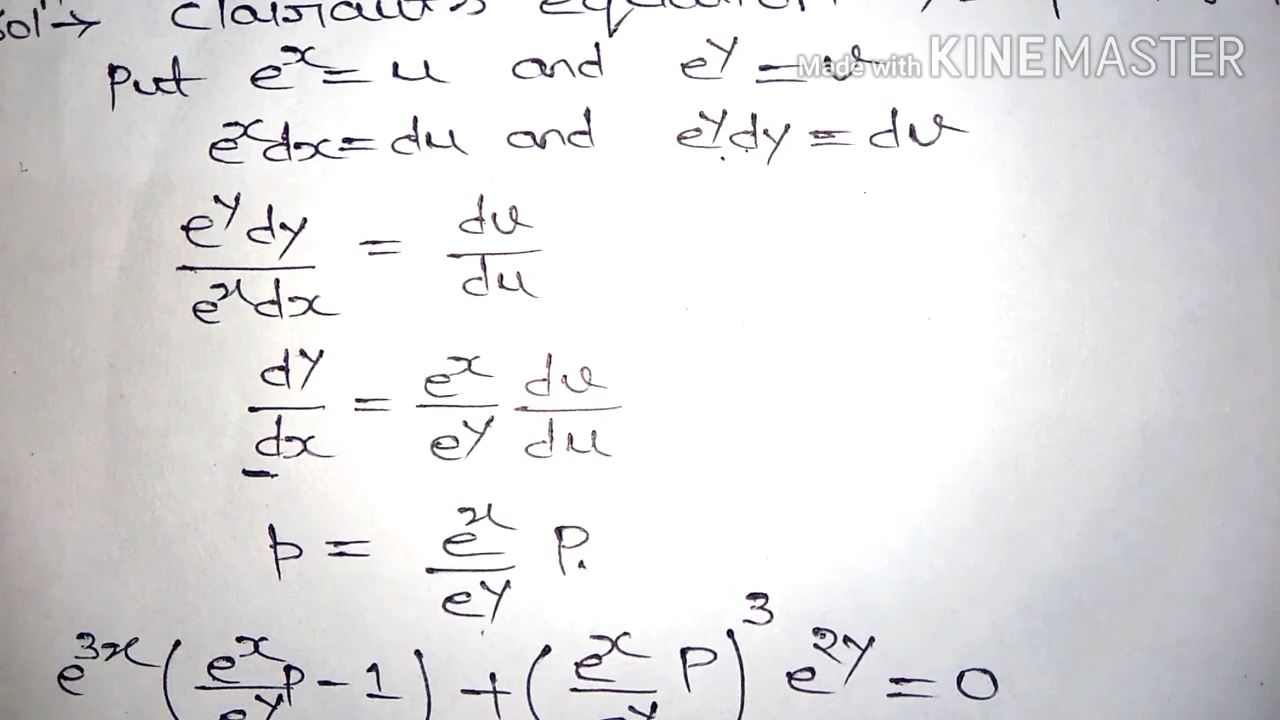 Sol → Clairaut's equation
Put e^x = u and e^y = v
Made with KINEMASTER
e^x dx = du and e^y dy = dv
e^y dy / e^x dx = dv / du
dy / dx = e^x / e^y dv / du
p = e^x / e^y P.
e^3x ( e^x / e^y P - 1 ) + ( e^x / e^y P )^3 e^2y = 0